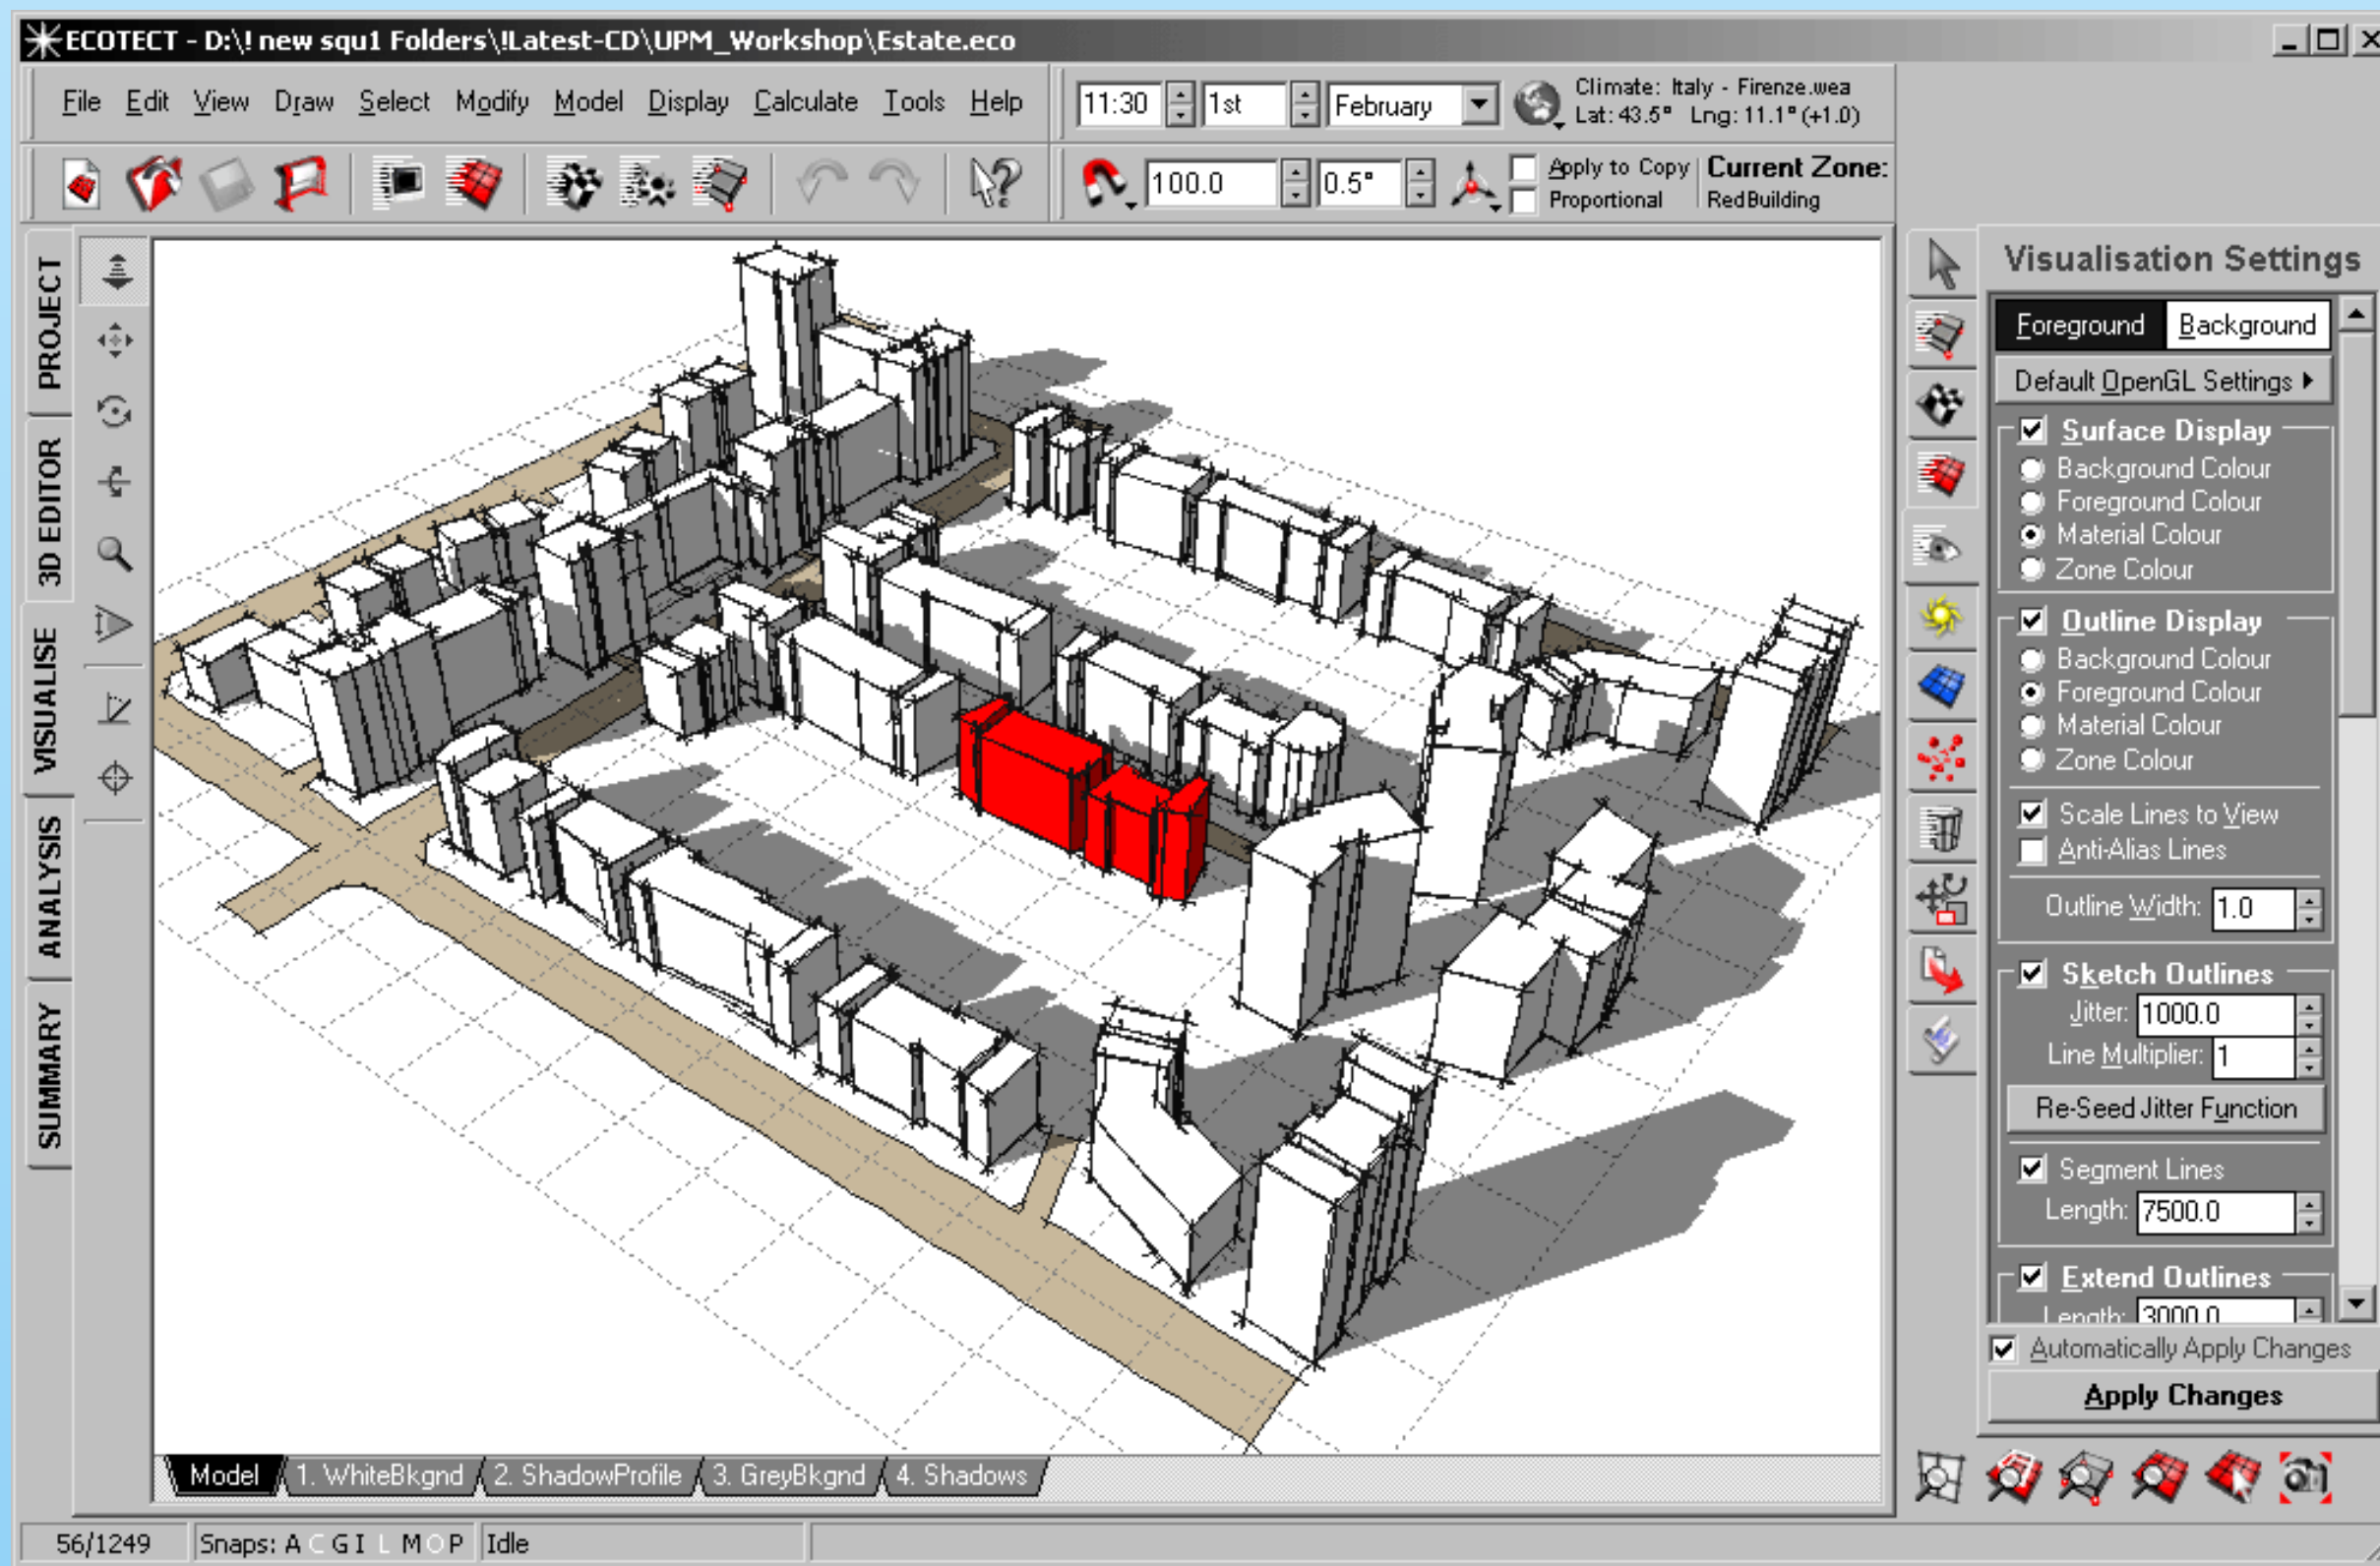 ECOTECT - D:\! new squ1 Folders\!Latest-CD\UPM_Workshop\Estate.eco
File Edit View Draw Select Modify Model Display Calculate Tools Help
11:30 1st February
Climate: Italy - Firenze.wea
Lat: 43.5° Lng: 11.1° (+1.0)
100.0 0.5°
Apply to Copy
Proportional
Current Zone:
RedBuilding
PROJECT
3D EDITOR
VISUALISE
ANALYSIS
SUMMARY
Visualisation Settings
Foreground Background
Default OpenGL Settings
Surface Display
Background Colour
Foreground Colour
Material Colour
Zone Colour
Outline Display
Background Colour
Foreground Colour
Material Colour
Zone Colour
Scale Lines to View
Anti-Alias Lines
Outline Width: 1.0
Sketch Outlines
Jitter: 1000.0
Line Multiplier: 1
Re-Seed Jitter Function
Segment Lines
Length: 7500.0
Extend Outlines
Length: 3000.0
Automatically Apply Changes
Apply Changes
Model 1. WhiteBkgnd 2. ShadowProfile 3. GreyBkgnd 4. Shadows
56/1249 Snaps: A C G I L M O P Idle